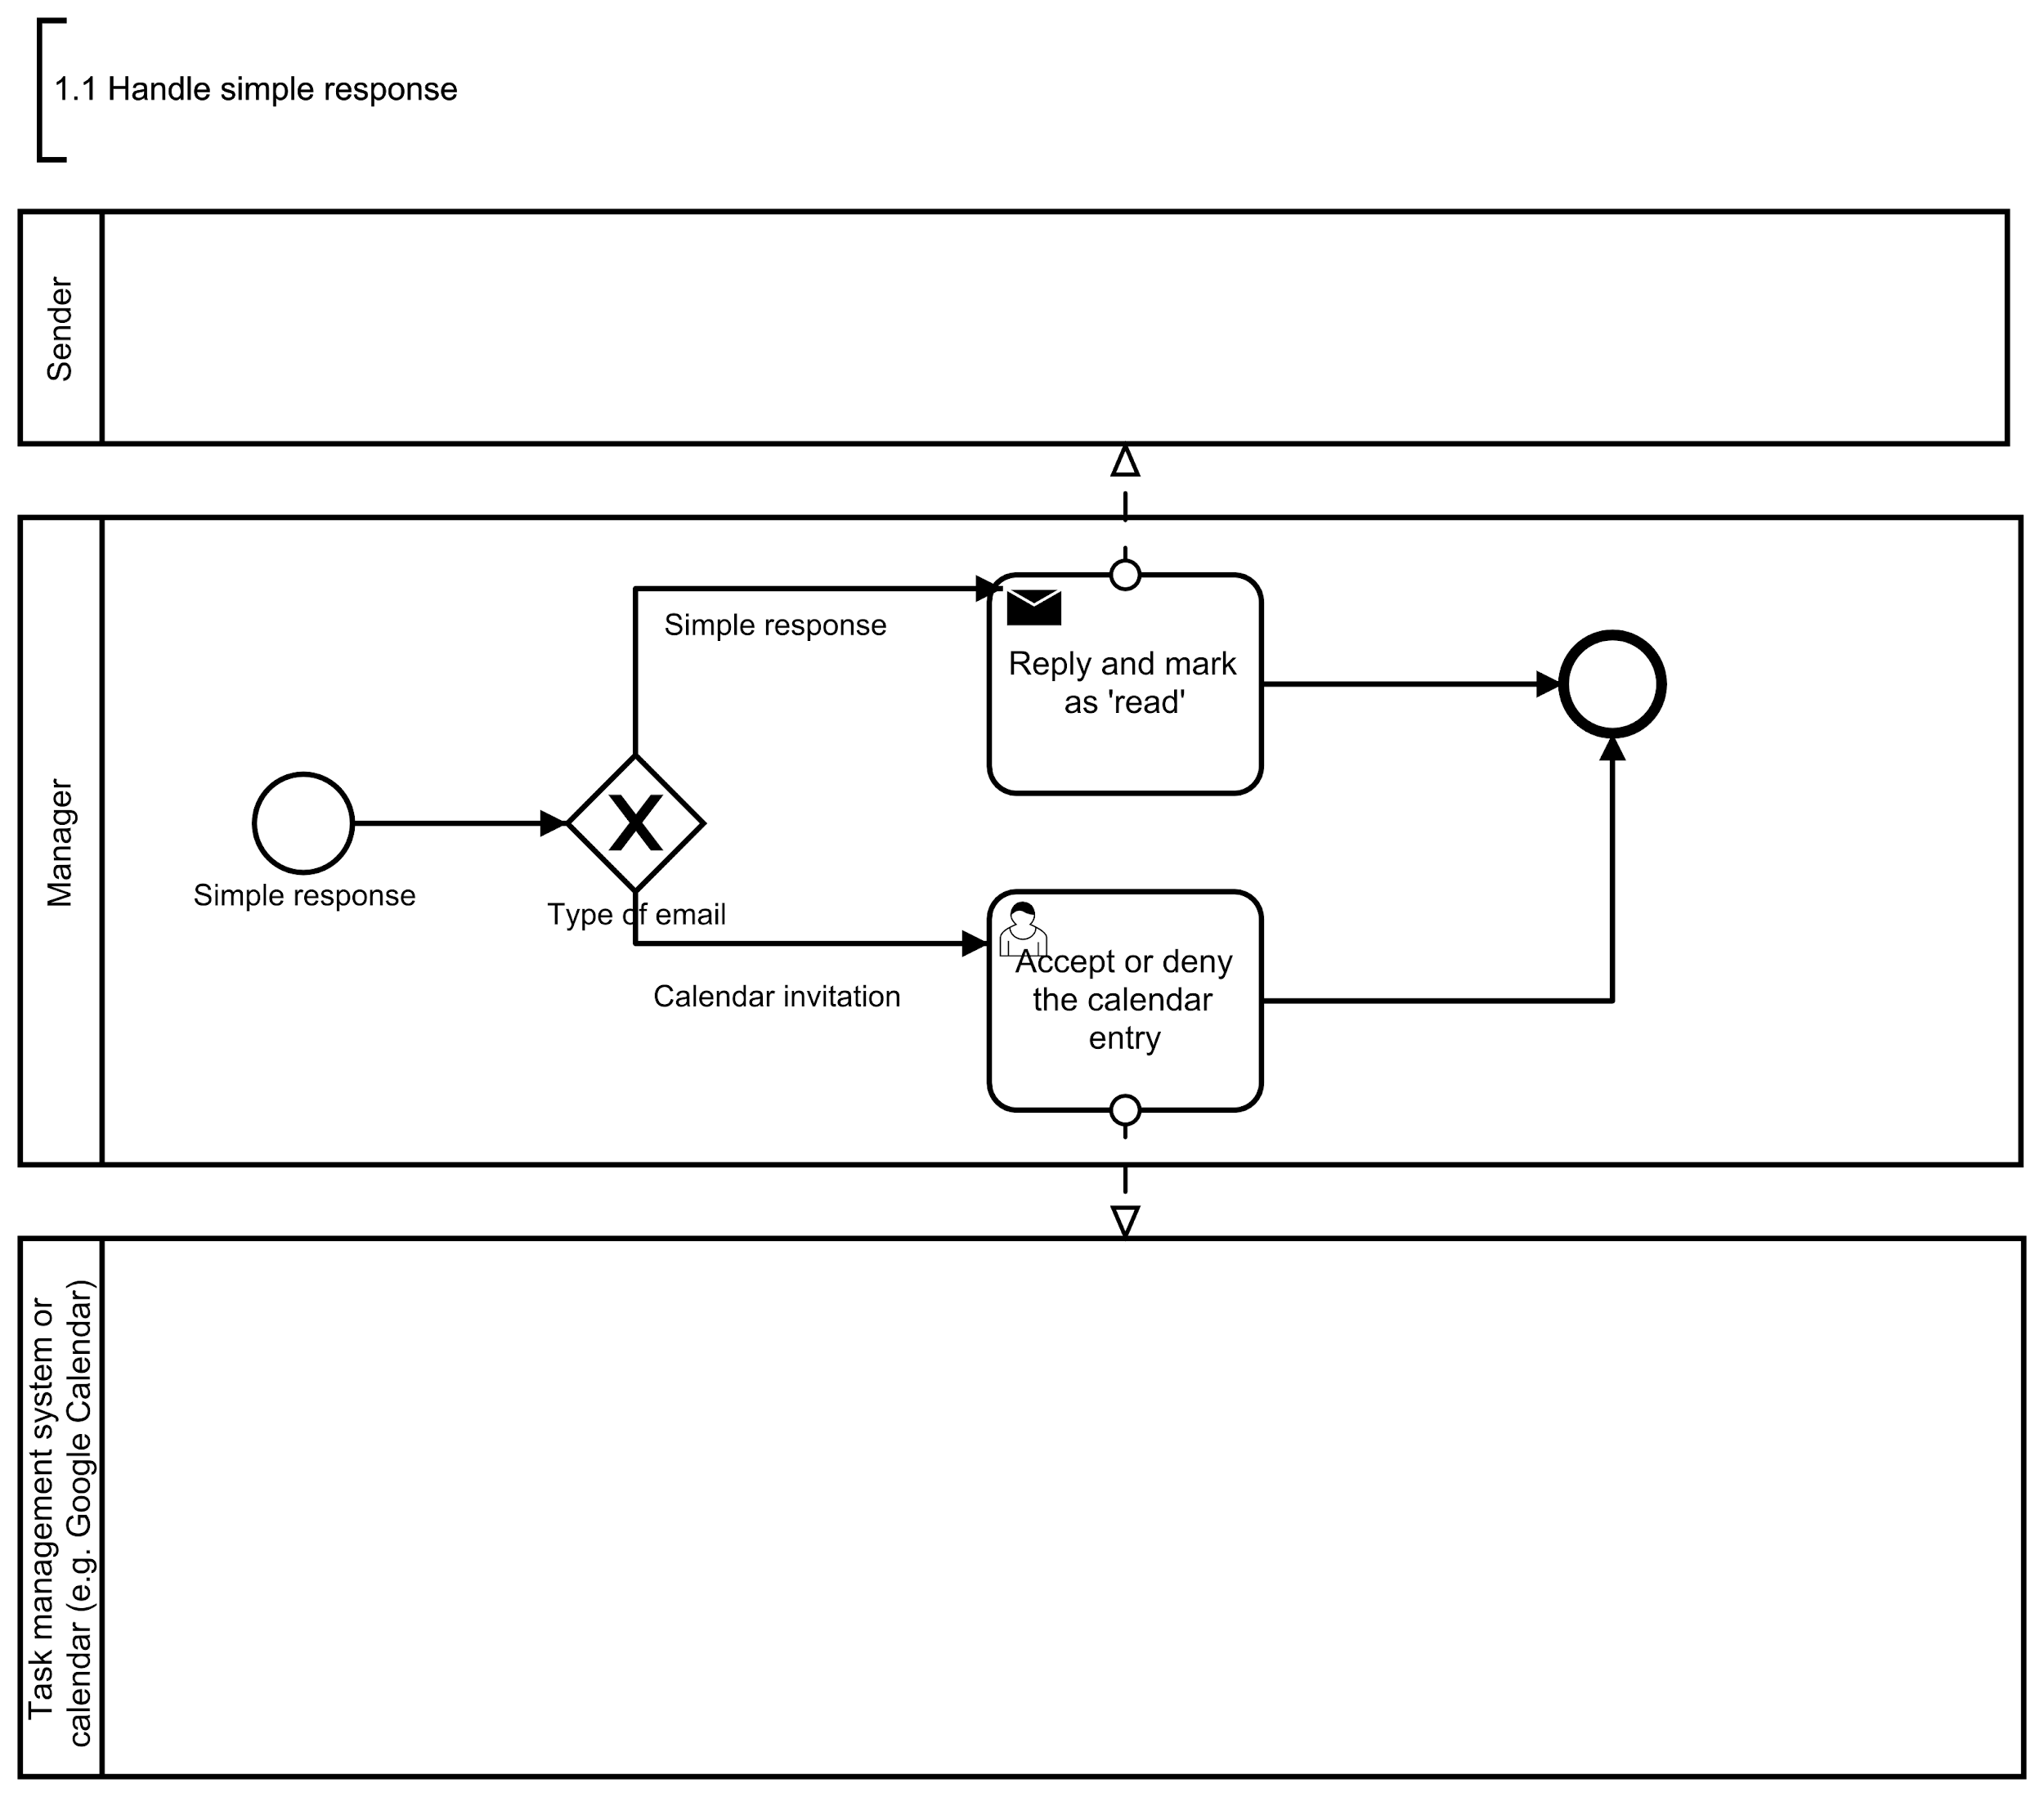 1.1 Handle simple response
Sender
Manager
Simple response
Type of email
Simple response
Calendar invitation
Reply and mark
as 'read'
Accept or deny
the calendar
entry
Task management system or
calendar (e.g. Google Calendar)